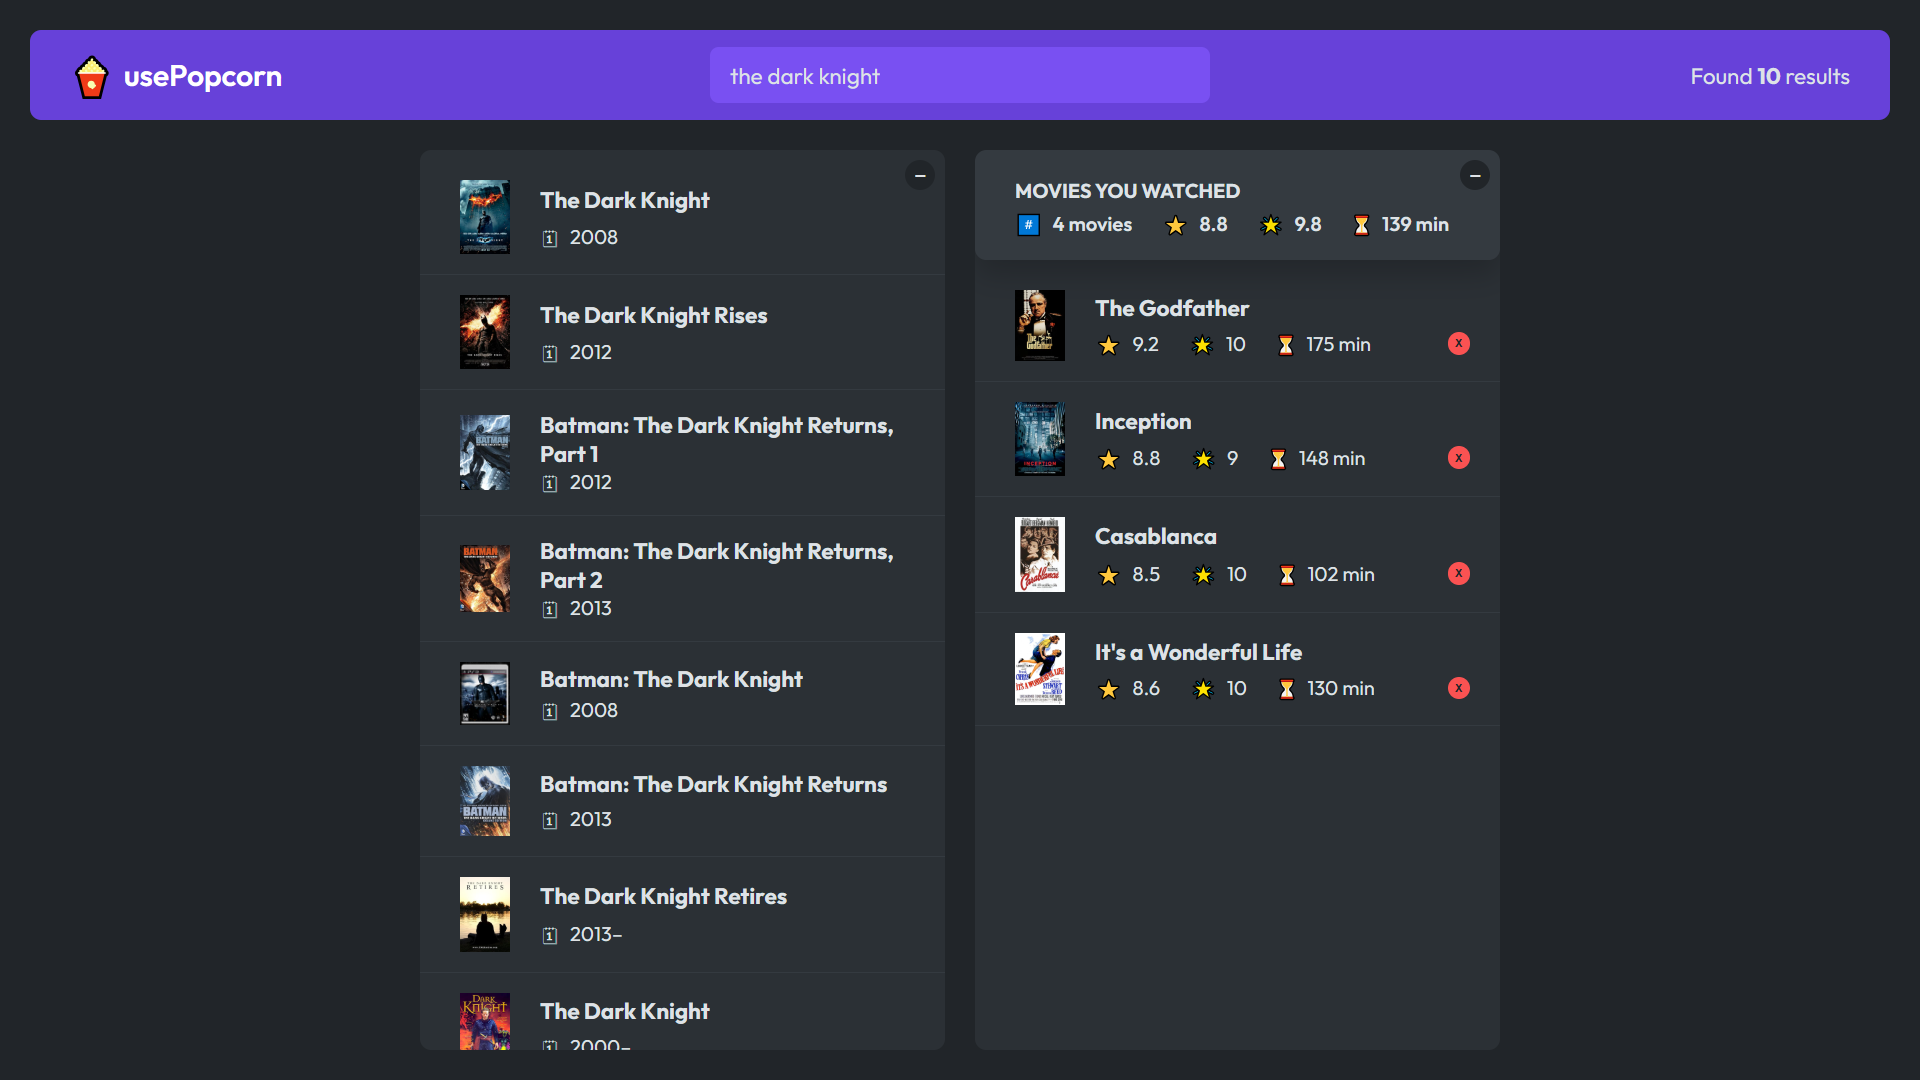 usePopcorn
the dark knight
Found 10 results
–
The Dark Knight
2008
The Dark Knight Rises
2012
Batman: The Dark Knight Returns,
Part 1
2012
Batman: The Dark Knight Returns,
Part 2
2013
Batman: The Dark Knight
2008
Batman: The Dark Knight Returns
2013
The Dark Knight Retires
2013–
The Dark Knight
2000–
–
MOVIES YOU WATCHED
# 4 movies 8.8 9.8 139 min
The Godfather
9.2 10 175 min X
Inception
8.8 9 148 min X
Casablanca
8.5 10 102 min X
It's a Wonderful Life
8.6 10 130 min X